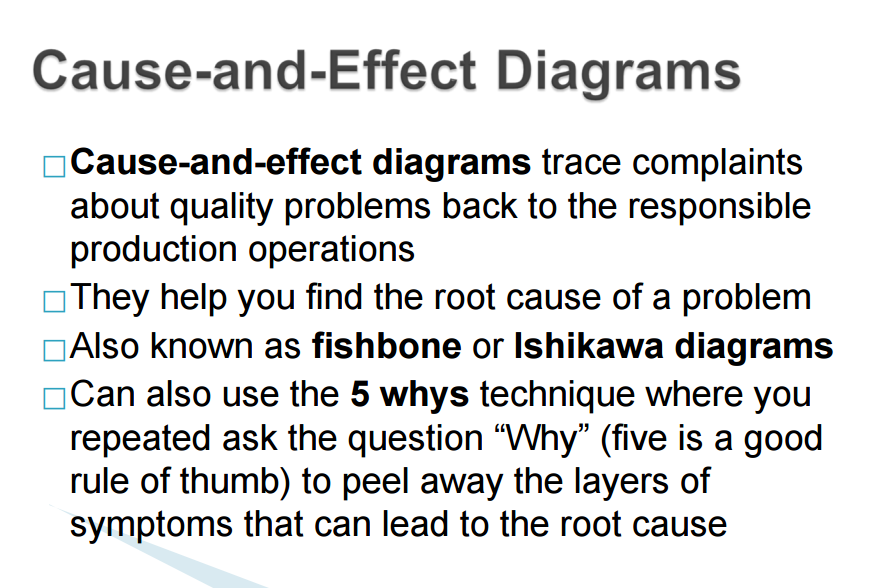 Cause-and-Effect Diagrams
□Cause-and-effect diagrams trace complaints
about quality problems back to the responsible
production operations
□They help you find the root cause of a problem
□Also known as fishbone or Ishikawa diagrams
□Can also use the 5 whys technique where you
repeated ask the question “Why” (five is a good
rule of thumb) to peel away the layers of
symptoms that can lead to the root cause